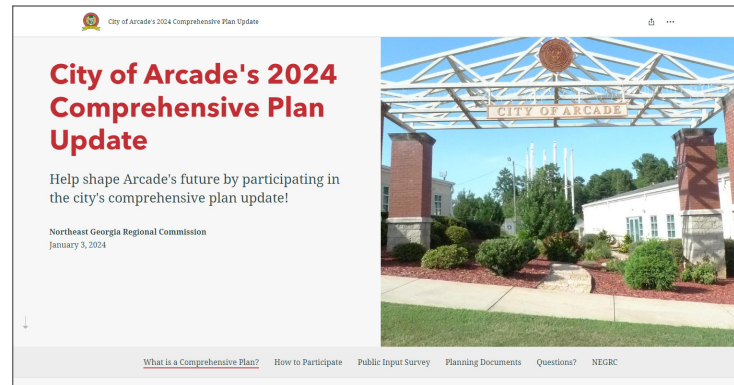 City of Arcade's 2024 Comprehensive Plan Update
City of Arcade's 2024
Comprehensive Plan
Update
Help shape Arcade's future by participating in
the city's comprehensive plan update!
Northeast Georgia Regional Commission
January 3, 2024
CITY OF ARCADE
What is a Comprehensive Plan? How to Participate Public Input Survey Planning Documents Questions? NEGRC